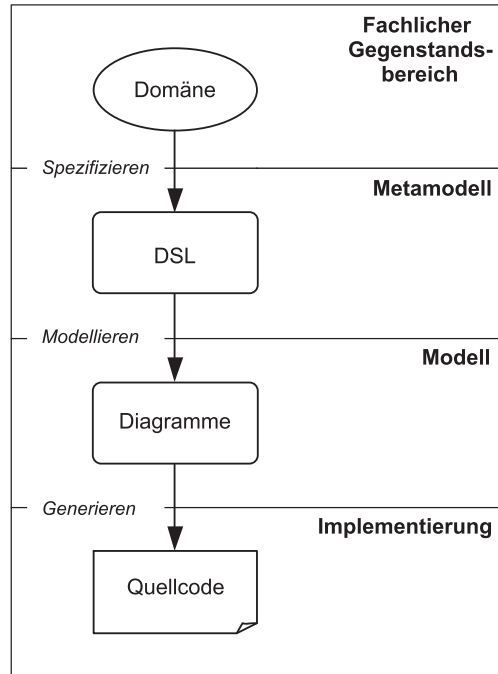 Fachlicher
Gegenstands-
bereich
Domäne
Spezifizieren
Metamodell
DSL
Modellieren
Modell
Diagramme
Generieren
Implementierung
Quellcode